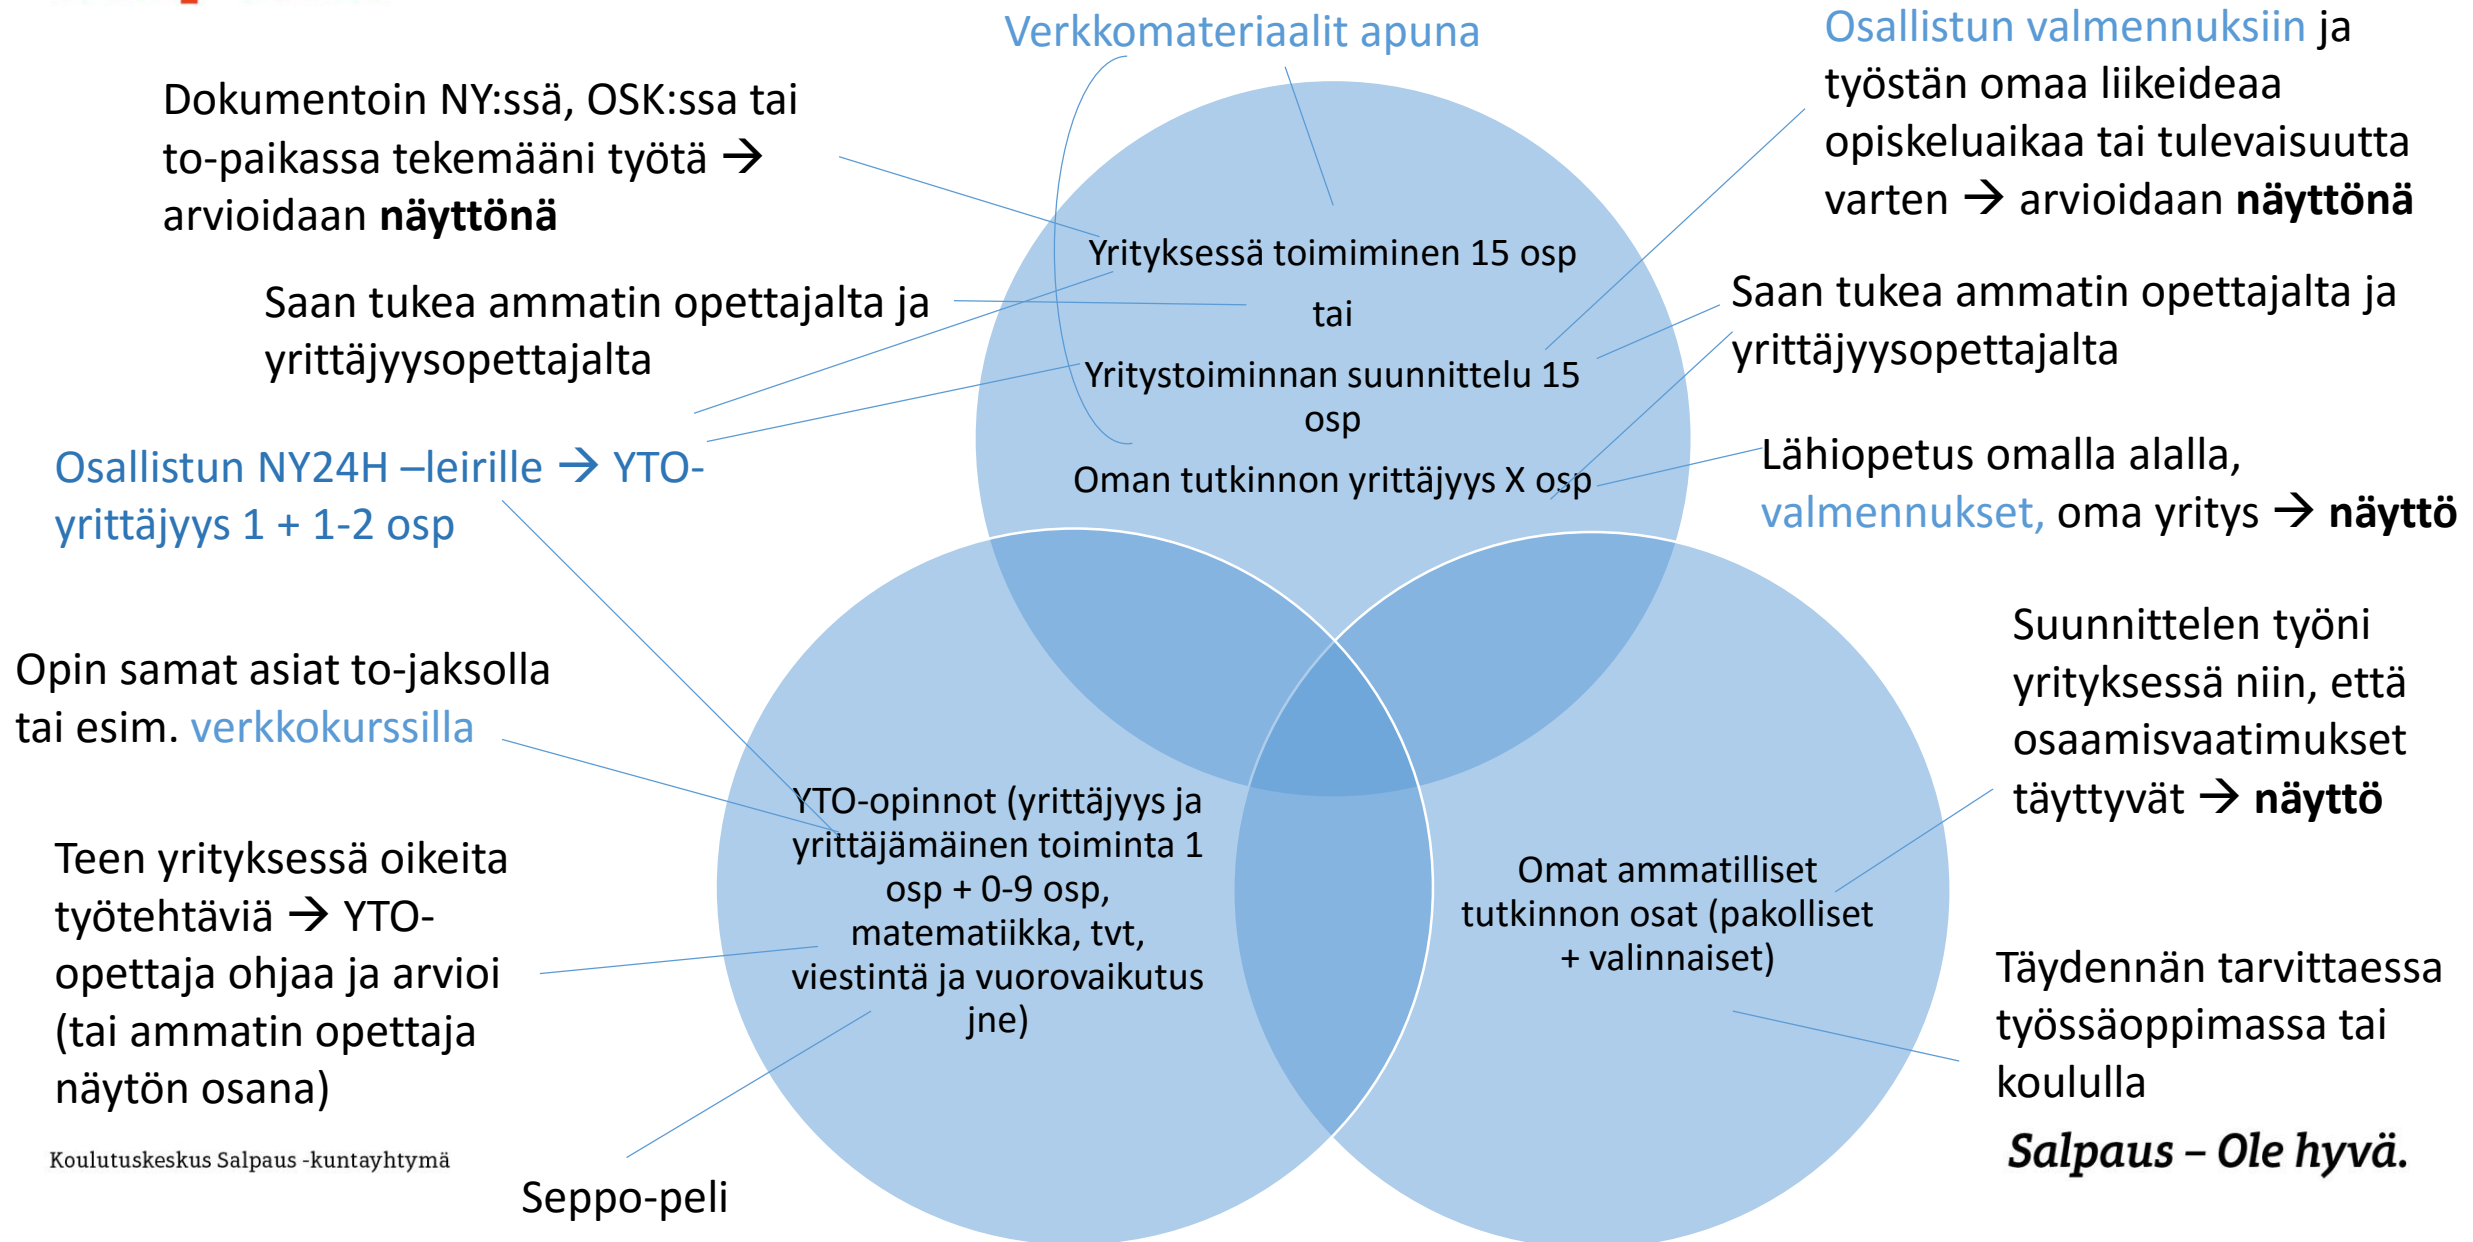 Verkkomateriaalit apuna
Osallistun valmennuksiin ja
työstän omaa liikeideaa
opiskeluaikaa tai tulevaisuutta
varten → arvioidaan näyttönä
Dokumentoin NY:ssä, OSK:ssa tai
to-paikassa tekemääni työtä →
arvioidaan näyttönä
Saan tukea ammatin opettajalta ja
yrittäjyysopettajalta
Yrityksessä toimiminen 15 osp
tai
Yritystoiminnan suunnittelu 15
osp
Oman tutkinnon yrittäjyys X osp
Saan tukea ammatin opettajalta ja
yrittäjyysopettajalta
Lähiopetus omalla alalla,
valmennukset, oma yritys → näyttö
Osallistun NY24H –leirille → YTO-
yrittäjyys 1 + 1-2 osp
Opin samat asiat to-jaksolla
tai esim. verkkokurssilla
Teen yrityksessä oikeita
työtehtäviä → YTO-
opettaja ohjaa ja arvioi
(tai ammatin opettaja
näytön osana)
YTO-opinnot (yrittäjyys ja
yrittäjämäinen toiminta 1
osp + 0-9 osp,
matematiikka, tvt,
viestintä ja vuorovaikutus
jne)
Omat ammatilliset
tutkinnon osat (pakolliset
+ valinnaiset)
Suunnittelen työni
yrityksessä niin, että
osaamisvaatimukset
täyttyvät → näyttö
Täydennän tarvittaessa
työssäoppimassa tai
koululla
Seppo-peli
Koulutuskeskus Salpaus -kuntayhtymä
Salpaus – Ole hyvä.